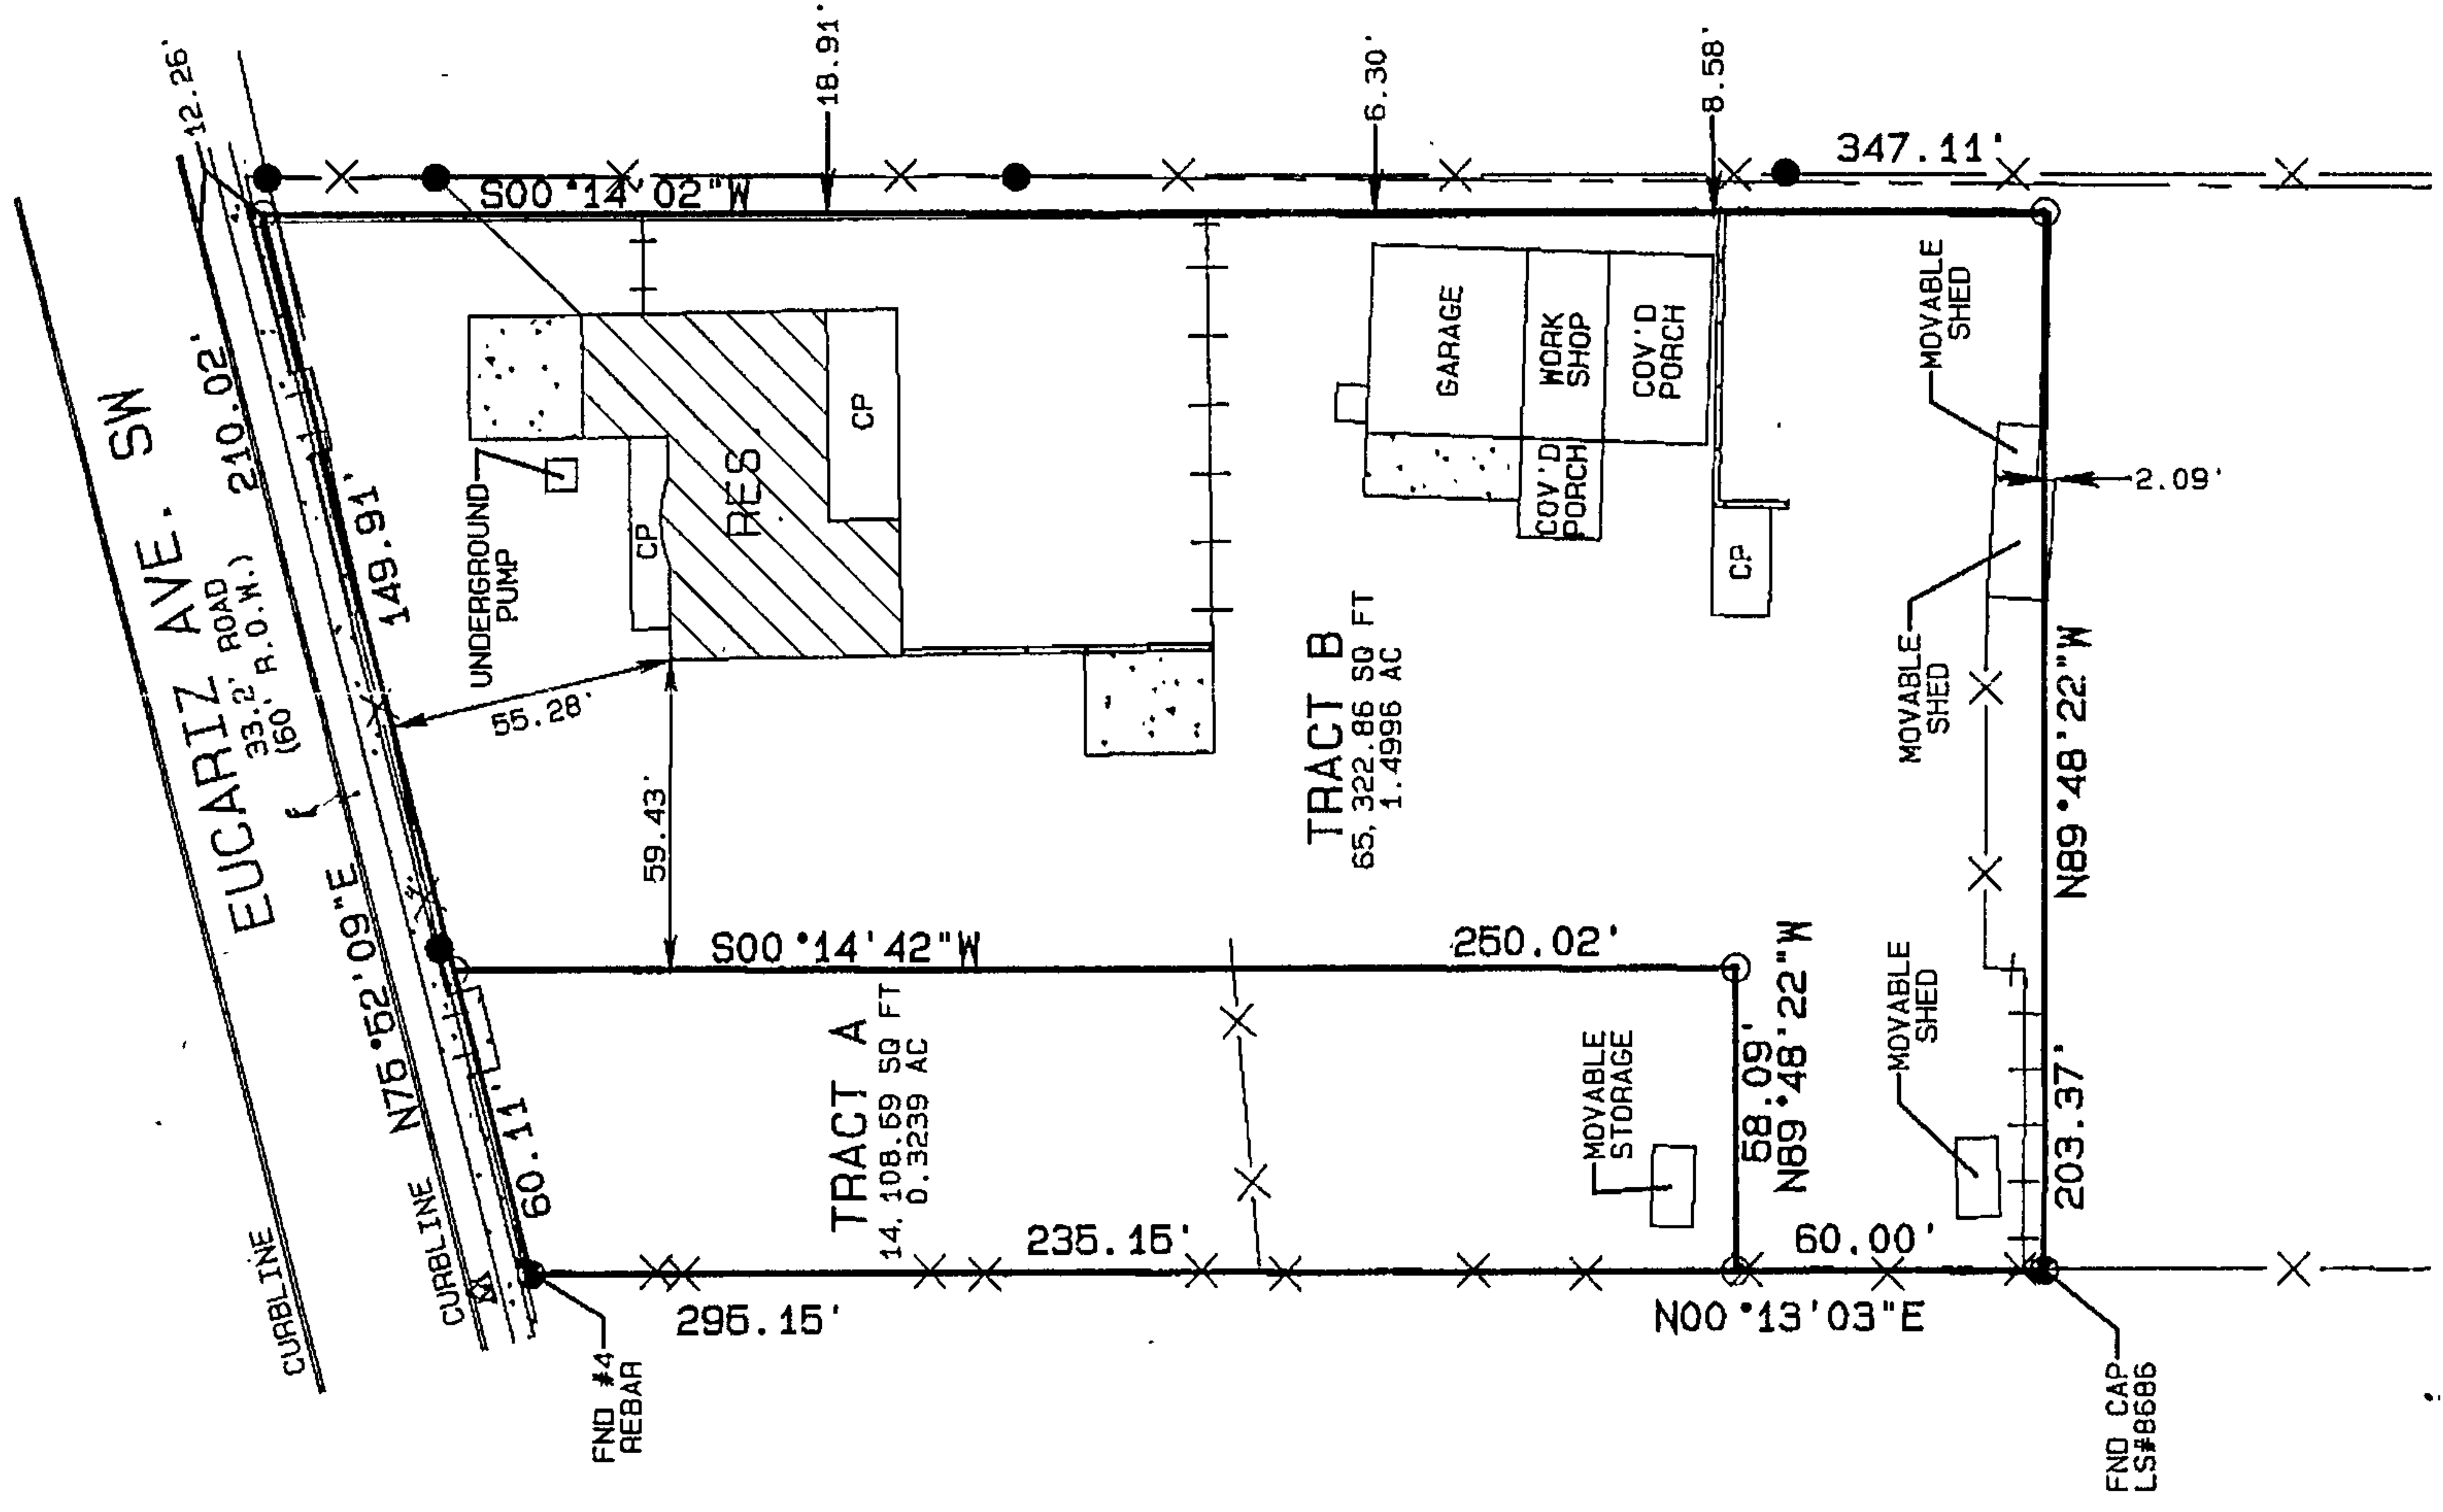 EUCARIZ AVE. SW
33.2' ROAD
(60' R.O.W.)
CURBLINE
CURBLINE
N76°52'09"E
210.02'
12.26'
60.11'
149.91'
FND #4
REBAR
295.15'
235.15'
TRACT A
14,108.69 SQ FT
0.3239 AC
S00°14'42"W
250.02'
59.43'
55.28'
UNDERGROUND
PUMP
CP
RES
CP
S00°14'02"W
18.91'
6.30'
8.58'
347.11'
TRACT B
65,322.86 SQ FT
1.4996 AC
GARAGE
WORK
SHOP
COV'D
PORCH
COV'D
PORCH
CP
MOVABLE
STORAGE
58.09'
N89°48'22"W
60.00'
N00°13'03"E
MOVABLE
SHED
MOVABLE
SHED
MOVABLE
SHED
2.09'
203.37'
N89°48'22"W
FND CAP
LS#8686